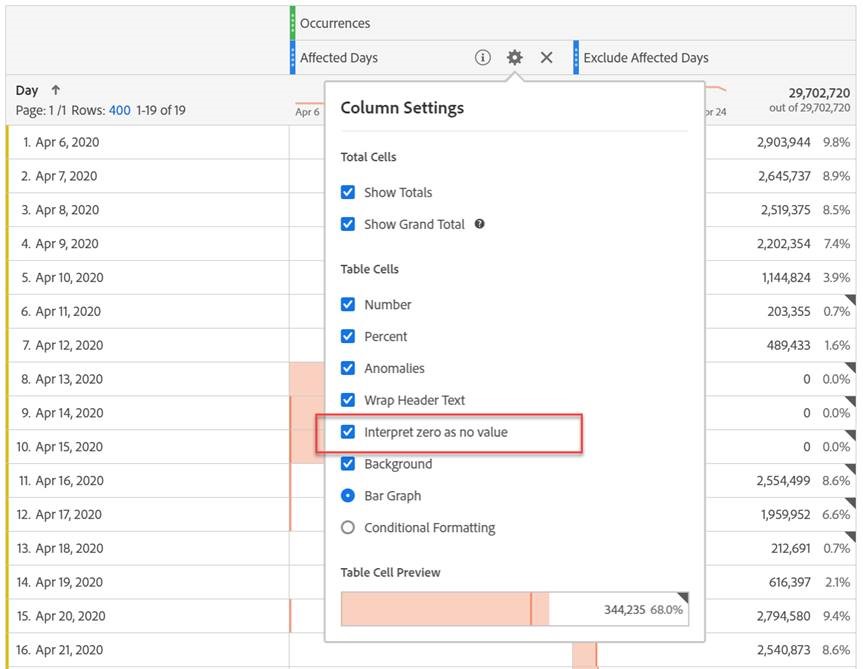 Occurrences
Affected Days
Exclude Affected Days
Day ↑
Page: 1 /1 Rows: 400 1-19 of 19
Apr 6
or 24
29,702,720
out of 29,702,720
1. Apr 6, 2020 2,903,944 9.8%
2. Apr 7, 2020 2,645,737 8.9%
3. Apr 8, 2020 2,519,375 8.5%
4. Apr 9, 2020 2,202,354 7.4%
5. Apr 10, 2020 1,144,824 3.9%
6. Apr 11, 2020 203,355 0.7%
7. Apr 12, 2020 489,433 1.6%
8. Apr 13, 2020 0 0.0%
9. Apr 14, 2020 0 0.0%
10. Apr 15, 2020 0 0.0%
11. Apr 16, 2020 2,554,499 8.6%
12. Apr 17, 2020 1,959,952 6.6%
13. Apr 18, 2020 212,691 0.7%
14. Apr 19, 2020 616,397 2.1%
15. Apr 20, 2020 2,794,580 9.4%
16. Apr 21, 2020 2,540,873 8.6%
Column Settings
Total Cells
Show Totals
Show Grand Total ?
Table Cells
Number
Percent
Anomalies
Wrap Header Text
Interpret zero as no value
Background
Bar Graph
Conditional Formatting
Table Cell Preview
344,235 68.0%